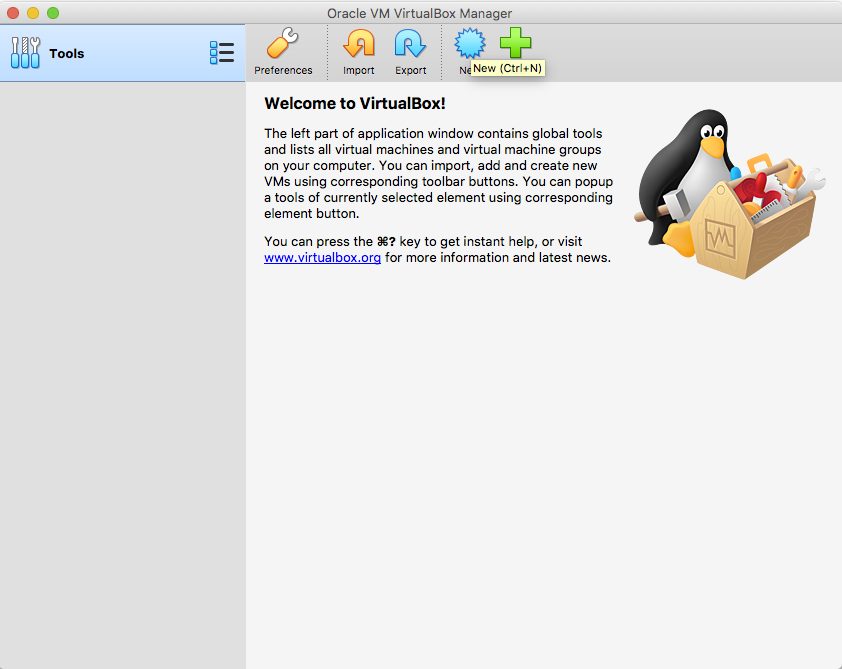 Oracle VM VirtualBox Manager
Tools
Preferences
Import
Export
New (Ctrl+N)
Welcome to VirtualBox!
The left part of application window contains global tools
and lists all virtual machines and virtual machine groups
on your computer. You can import, add and create new
VMs using corresponding toolbar buttons. You can popup
a tools of currently selected element using corresponding
element button.
You can press the ⌘? key to get instant help, or visit
www.virtualbox.org for more information and latest news.